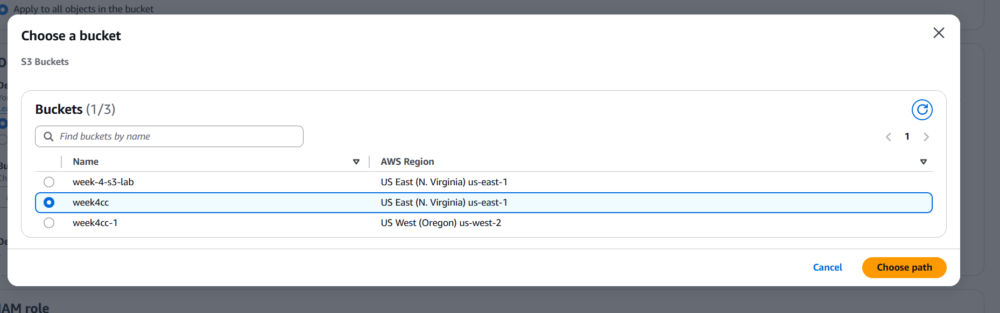 Apply to all objects in the bucket
Choose a bucket
S3 Buckets
Buckets (1/3)
Find buckets by name
1
Name
AWS Region
week-4-s3-lab
US East (N. Virginia) us-east-1
week4cc
US East (N. Virginia) us-east-1
week4cc-1
US West (Oregon) us-west-2
Cancel
Choose path
IAM role